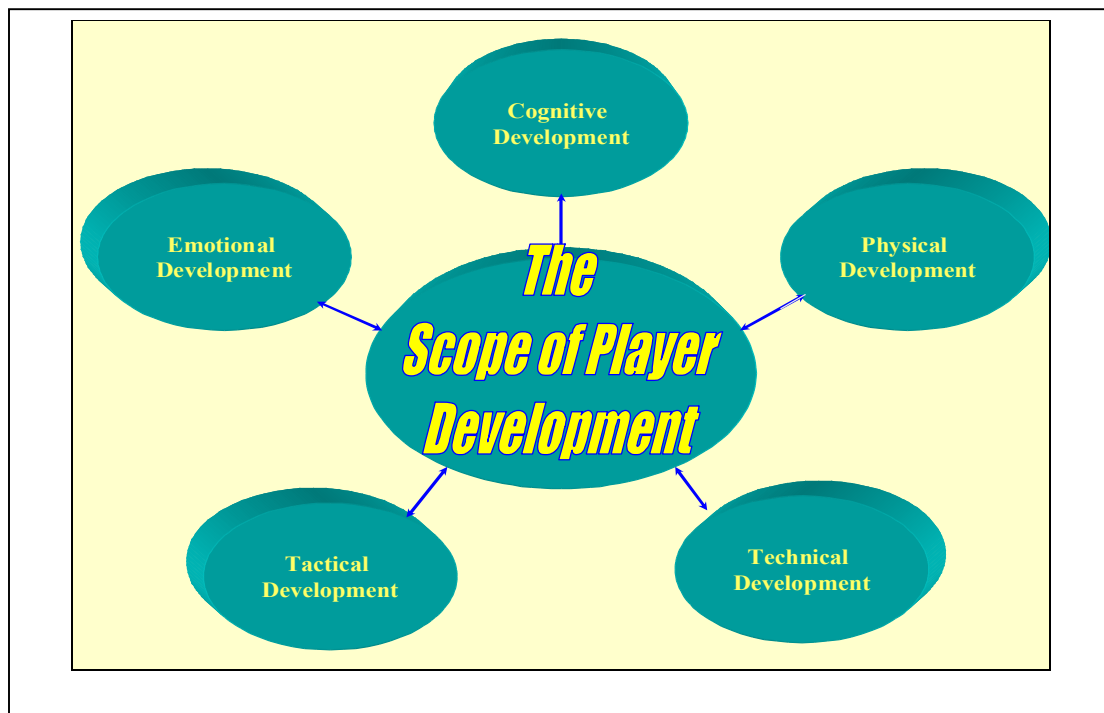 Cognitive
Development
Emotional
Development
Physical
Development
The
Scope of Player
Development
Tactical
Development
Technical
Development